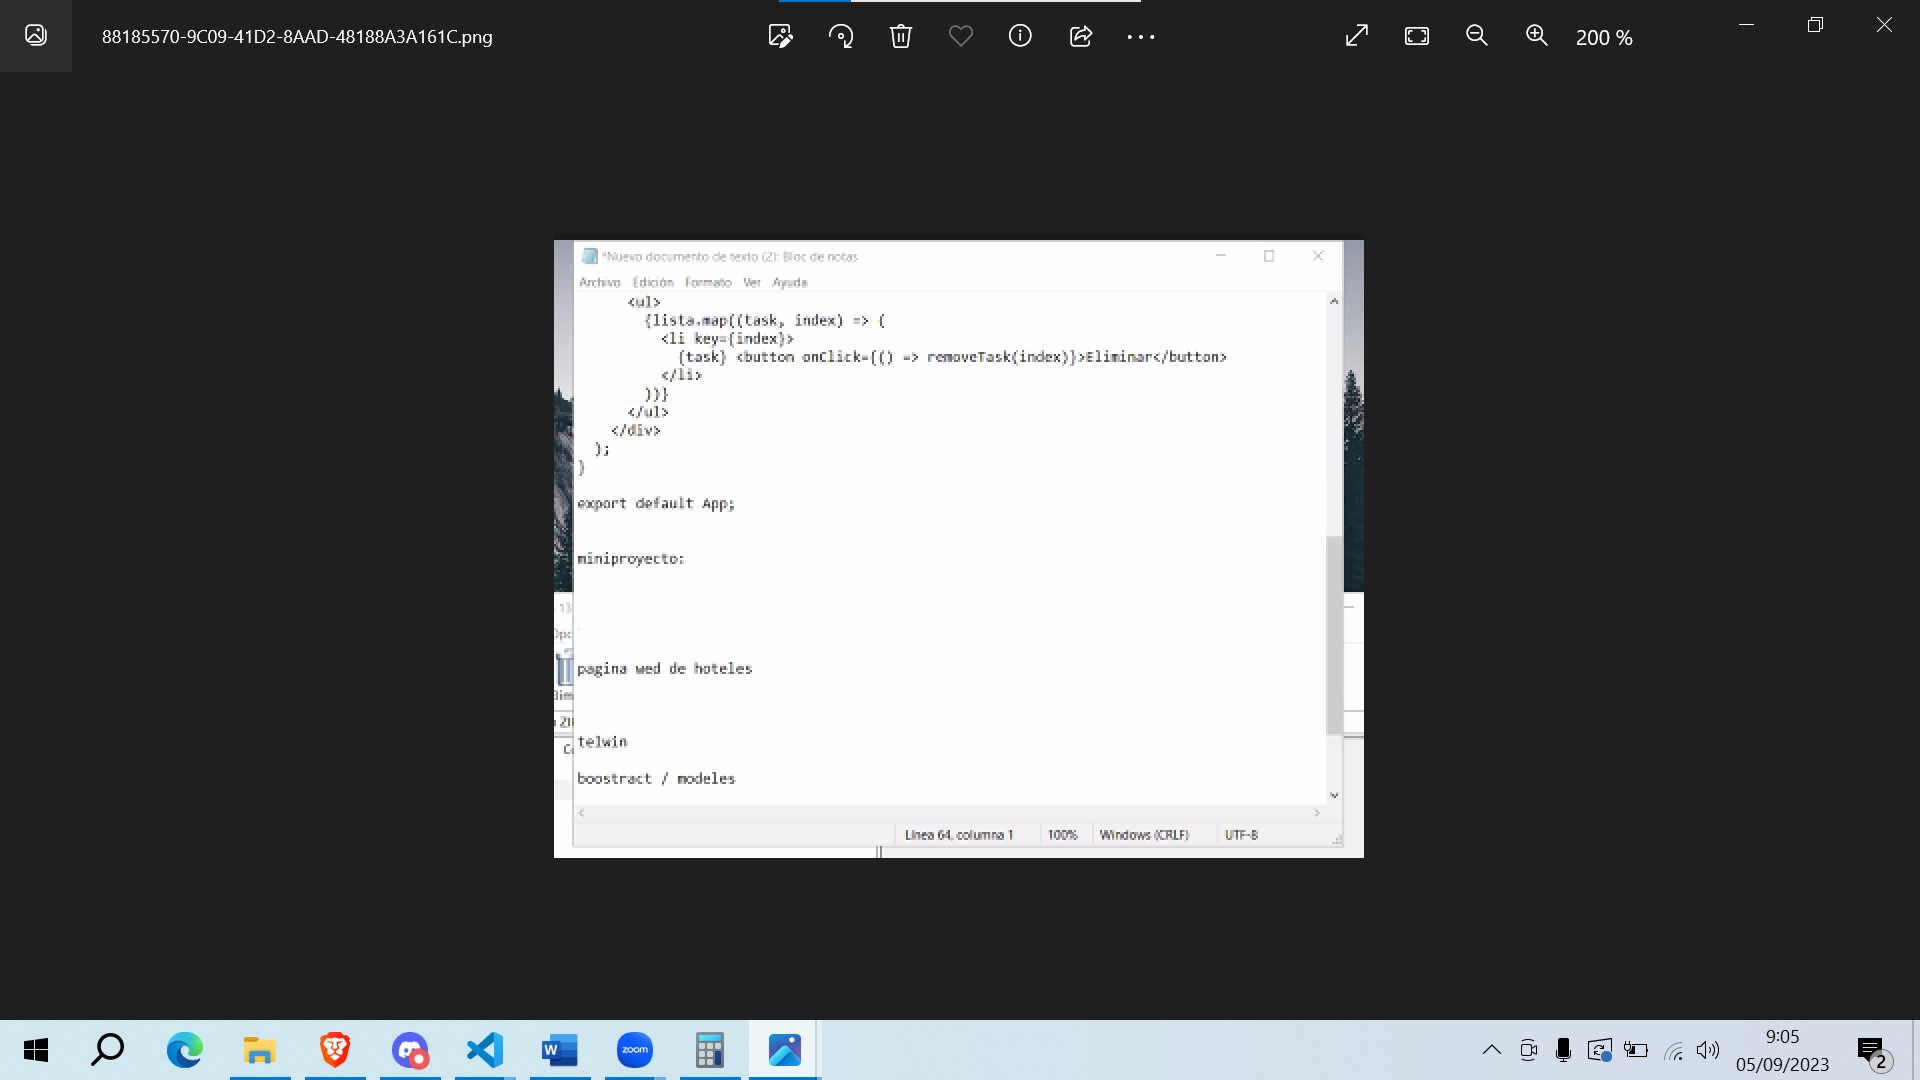 88185570-9C09-41D2-8AAD-48188A3A161C.png
200 %
*Nuevo documento de texto (2): Bloc de notas
Archivo Edición Formato Ver Ayuda
<ul>
{lista.map((task, index) => (
<li key={index}>
{task} <button onClick={() => removeTask(index)}>Eliminar</button>
</li>
))}
</ul>
</div>
);
}
export default App;
miniproyecto:
pagina wed de hoteles
telwin
boostract / modeles
Línea 64, columna 1 100% Windows (CRLF) UTF-8
W
zoom
9:05
05/09/2023
2